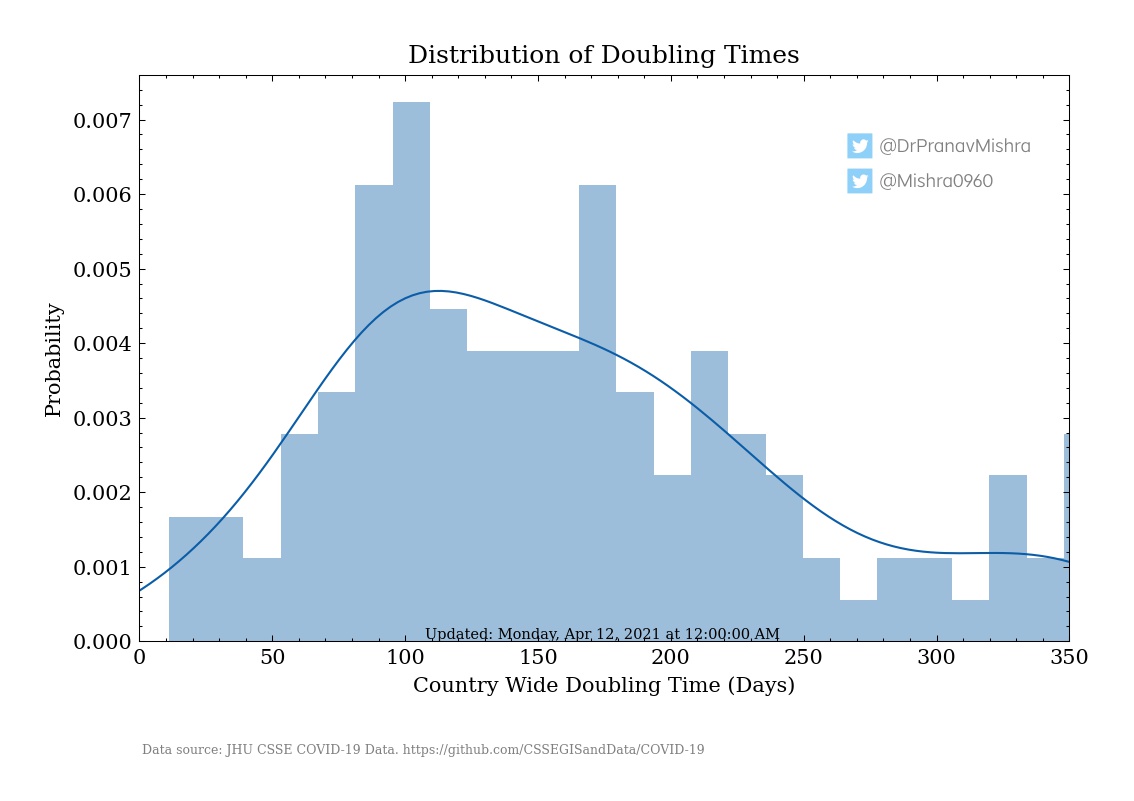 Distribution of Doubling Times
0.007
0.006
0.005
0.004
0.003
0.002
0.001
0.000
Probability
@DrPranavMishra
@Mishra0960
Updated: Monday, Apr 12, 2021 at 12:00:00 AM
0 50 100 150 200 250 300 350
Country Wide Doubling Time (Days)
Data source: JHU CSSE COVID-19 Data. https://github.com/CSSEGISandData/COVID-19